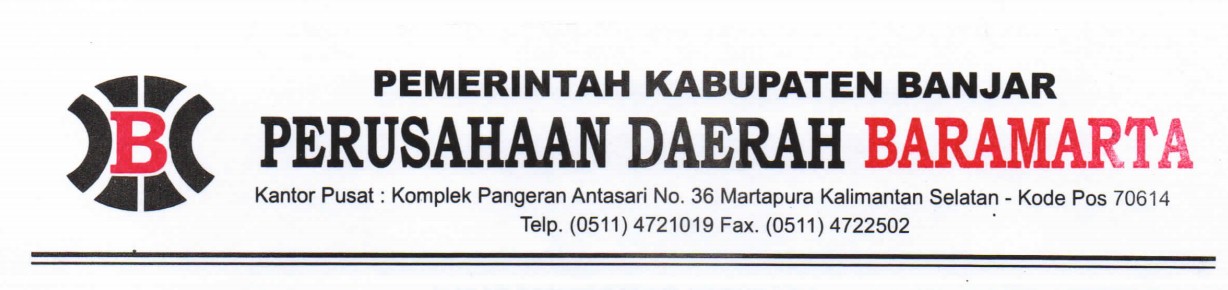 PEMERINTAH KABUPATEN BANJAR
B
PERUSAHAAN DAERAH BARAMARTA
Kantor Pusat : Komplek Pangeran Antasari No. 36 Martapura Kalimantan Selatan - Kode Pos 70614
Telp. (0511) 4721019 Fax. (0511) 4722502